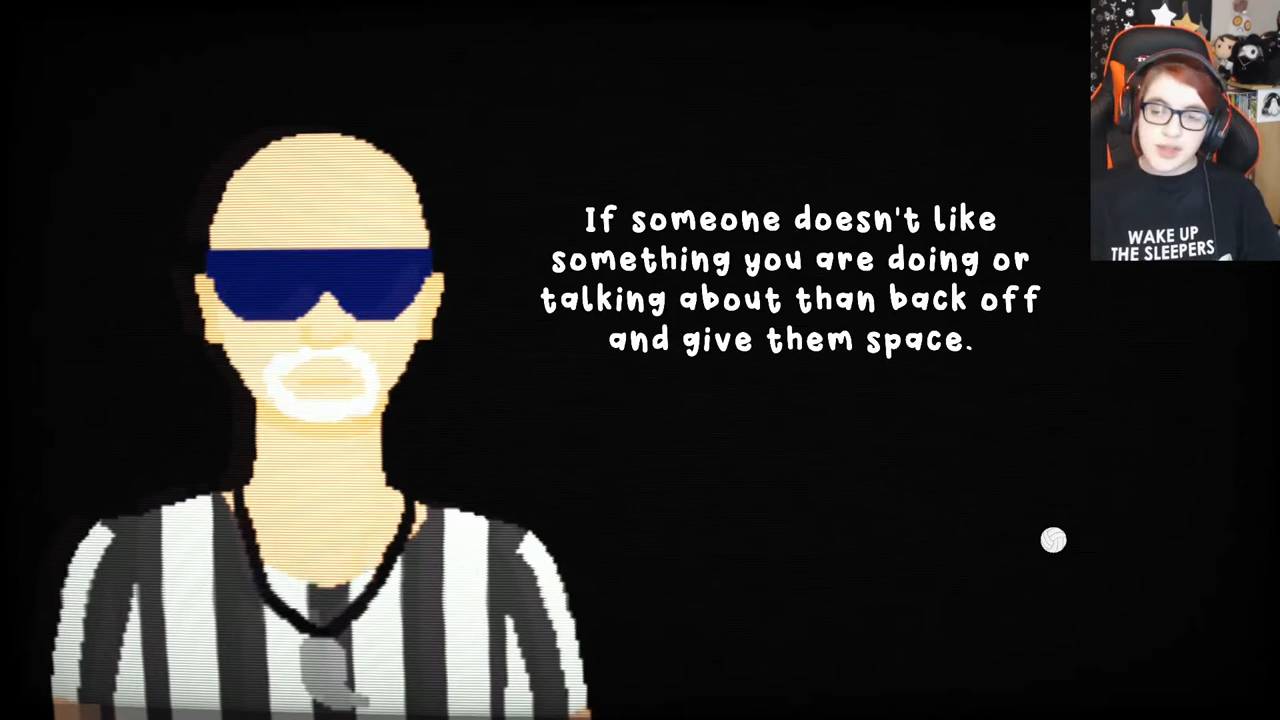 If someone doesn't like
something you are doing or
talking about than back off
and give them space.
WAKE UP
THE SLEEPERS